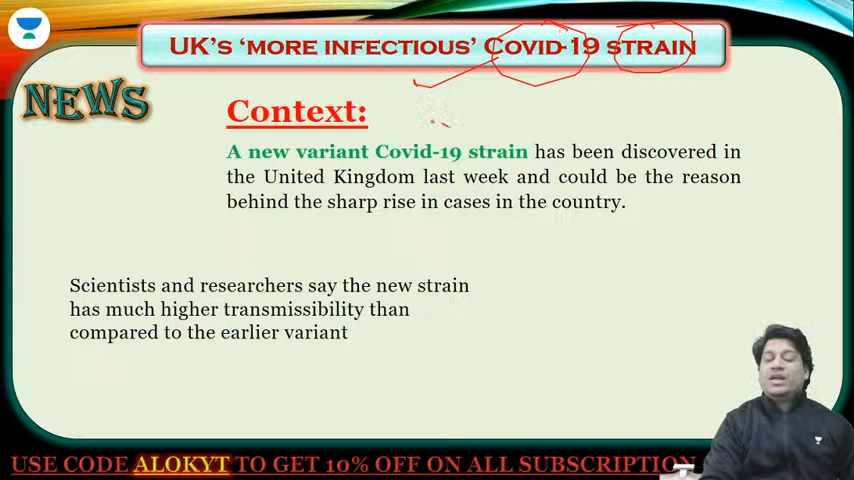 UK'S 'MORE INFECTIOUS' COVID-19 STRAIN
NEWS
Context:
A new variant Covid-19 strain has been discovered in
the United Kingdom last week and could be the reason
behind the sharp rise in cases in the country.
Scientists and researchers say the new strain
has much higher transmissibility than
compared to the earlier variant
USE CODE ALOKYT TO GET 10% OFF ON ALL SUBSCRIPTION